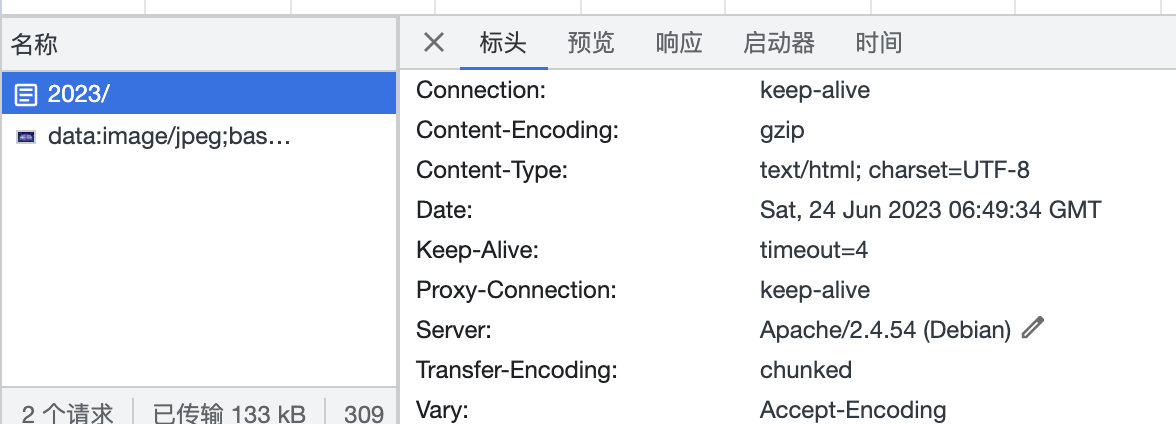 名称
2023/
data:image/jpeg;bas…
2 个请求 已传输 133 kB 309
标头 预览 响应 启动器 时间
Connection: keep-alive
Content-Encoding: gzip
Content-Type: text/html; charset=UTF-8
Date: Sat, 24 Jun 2023 06:49:34 GMT
Keep-Alive: timeout=4
Proxy-Connection: keep-alive
Server: Apache/2.4.54 (Debian)
Transfer-Encoding: chunked
Vary: Accept-Encoding